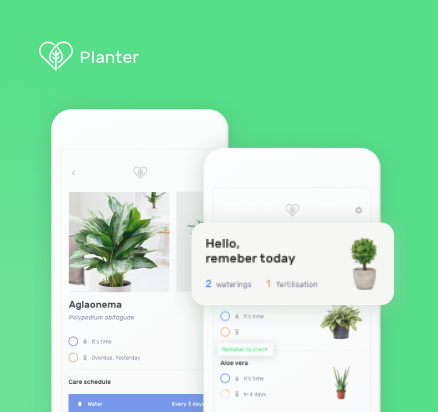 Planter
Hello,
remeber today
2 waterings 1 fertilisation
Aglaonema
Polypodium abitaguae
It's time
Overdue, Yesterday
Care schedule
Water Every 3 days
It's time
Remeber to check
Aloe vera
It's time
in 4 days